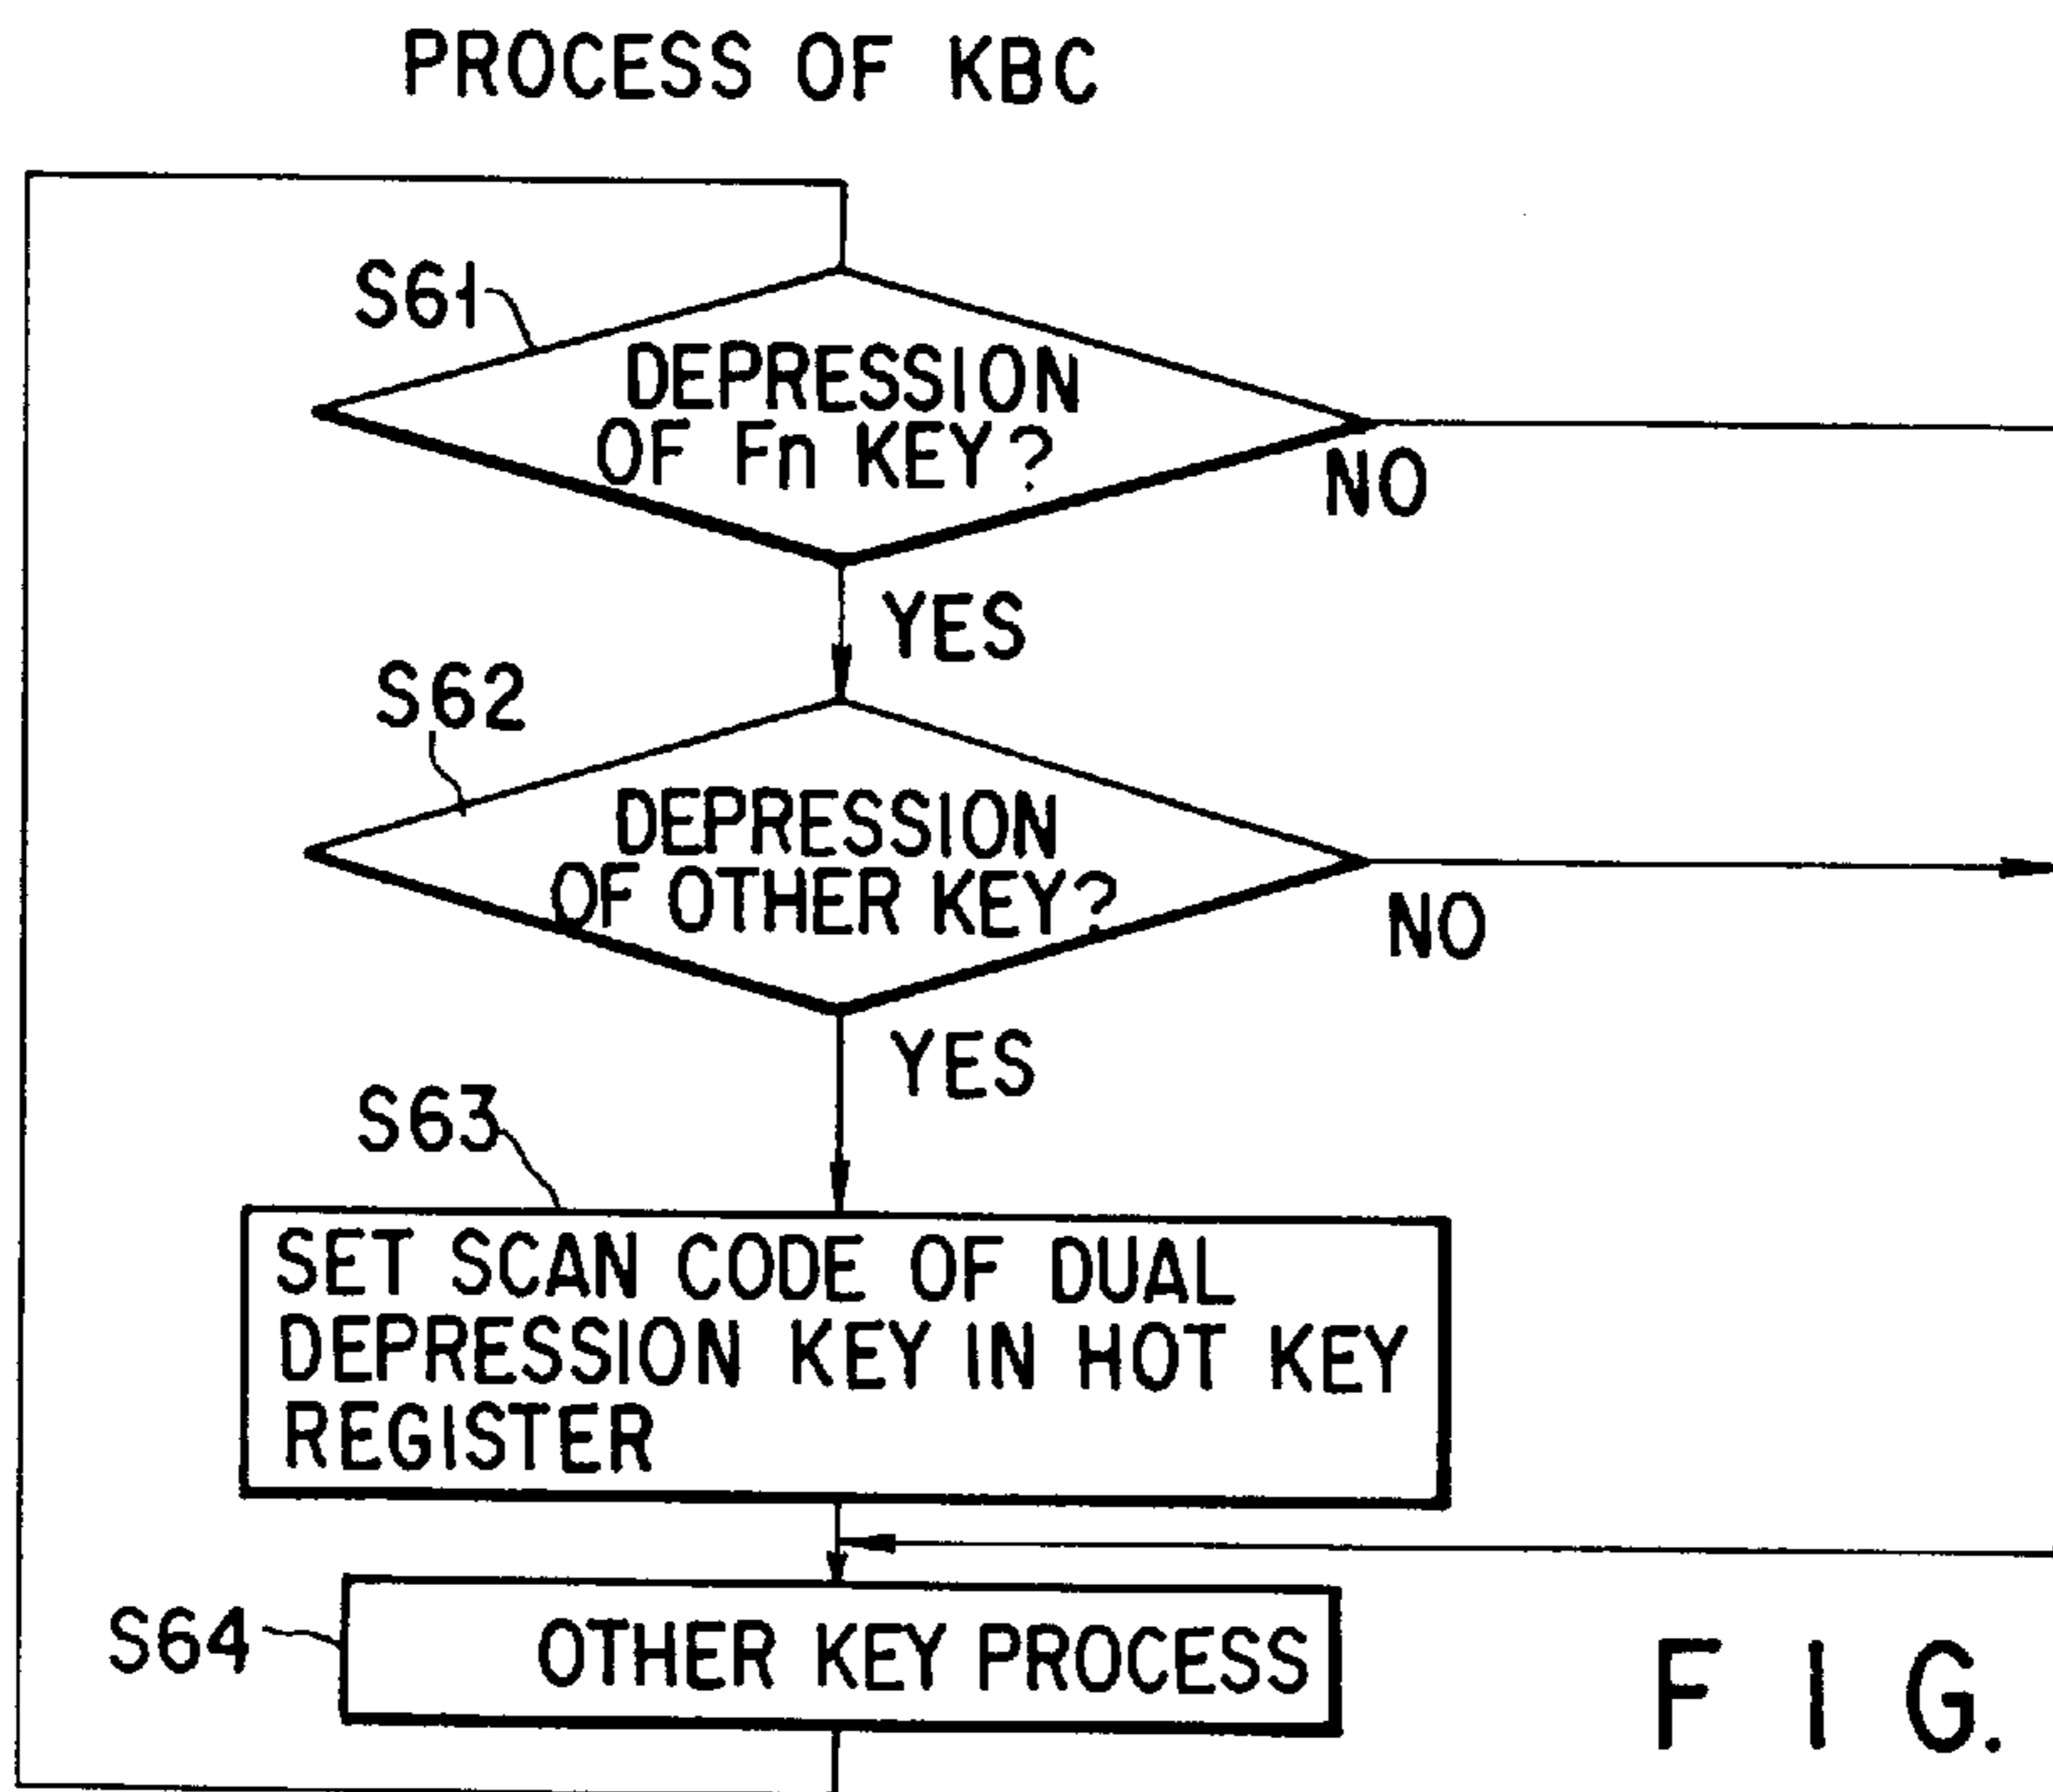 PROCESS OF KBC
S61
DEPRESSION
OF Fn KEY?
NO
YES
S62
DEPRESSION
OF OTHER KEY?
NO
YES
S63
SET SCAN CODE OF DUAL
DEPRESSION KEY IN HOT KEY
REGISTER
S64
OTHER KEY PROCESS
FIG.